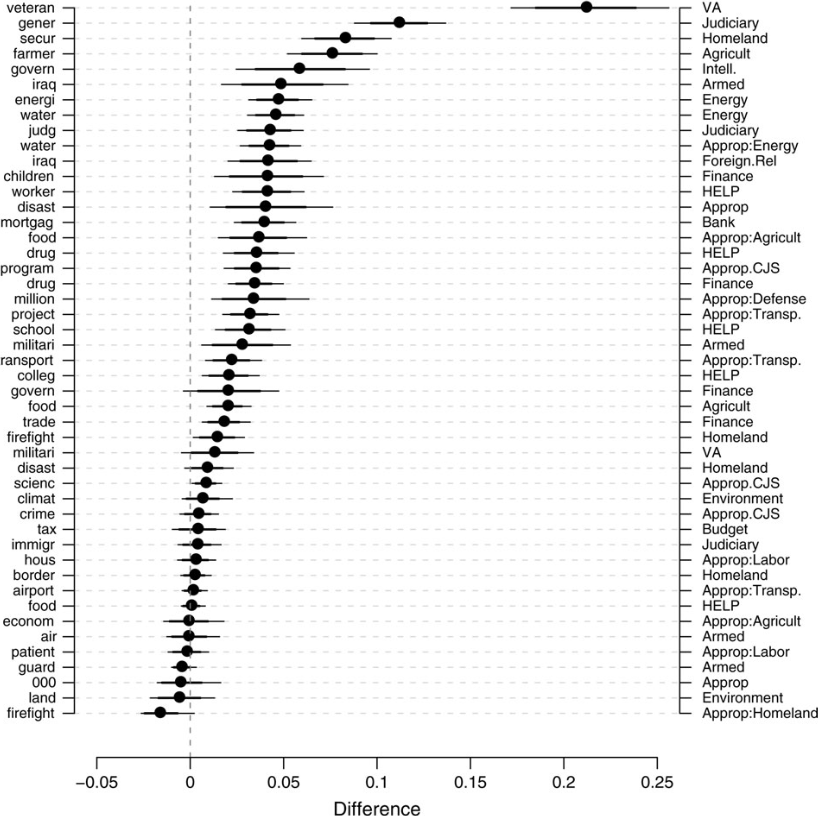 veteran VA
gener Judiciary
secur Homeland
farmer Agricult
govern Intell.
iraq Armed
energi Energy
water Energy
judg Judiciary
water Approp:Energy
iraq Foreign.Rel
children Finance
worker HELP
disast Approp
mortgag Bank
food Approp:Agricult
drug HELP
program Approp.CJS
drug Finance
million Approp:Defense
project Approp:Transp.
school HELP
militari Armed
ransport Approp:Transp.
colleg HELP
govern Finance
food Agricult
trade Finance
firefight Homeland
militari VA
disast Homeland
scienc Approp.CJS
climat Environment
crime Approp.CJS
tax Budget
immigr Judiciary
hous Approp:Labor
border Homeland
airport Approp:Transp.
food HELP
econom Approp:Agricult
air Armed
patient Approp:Labor
guard Armed
000 Approp
land Environment
firefight Approp:Homeland
−0.05 0 0.05 0.1 0.15 0.2 0.25
Difference